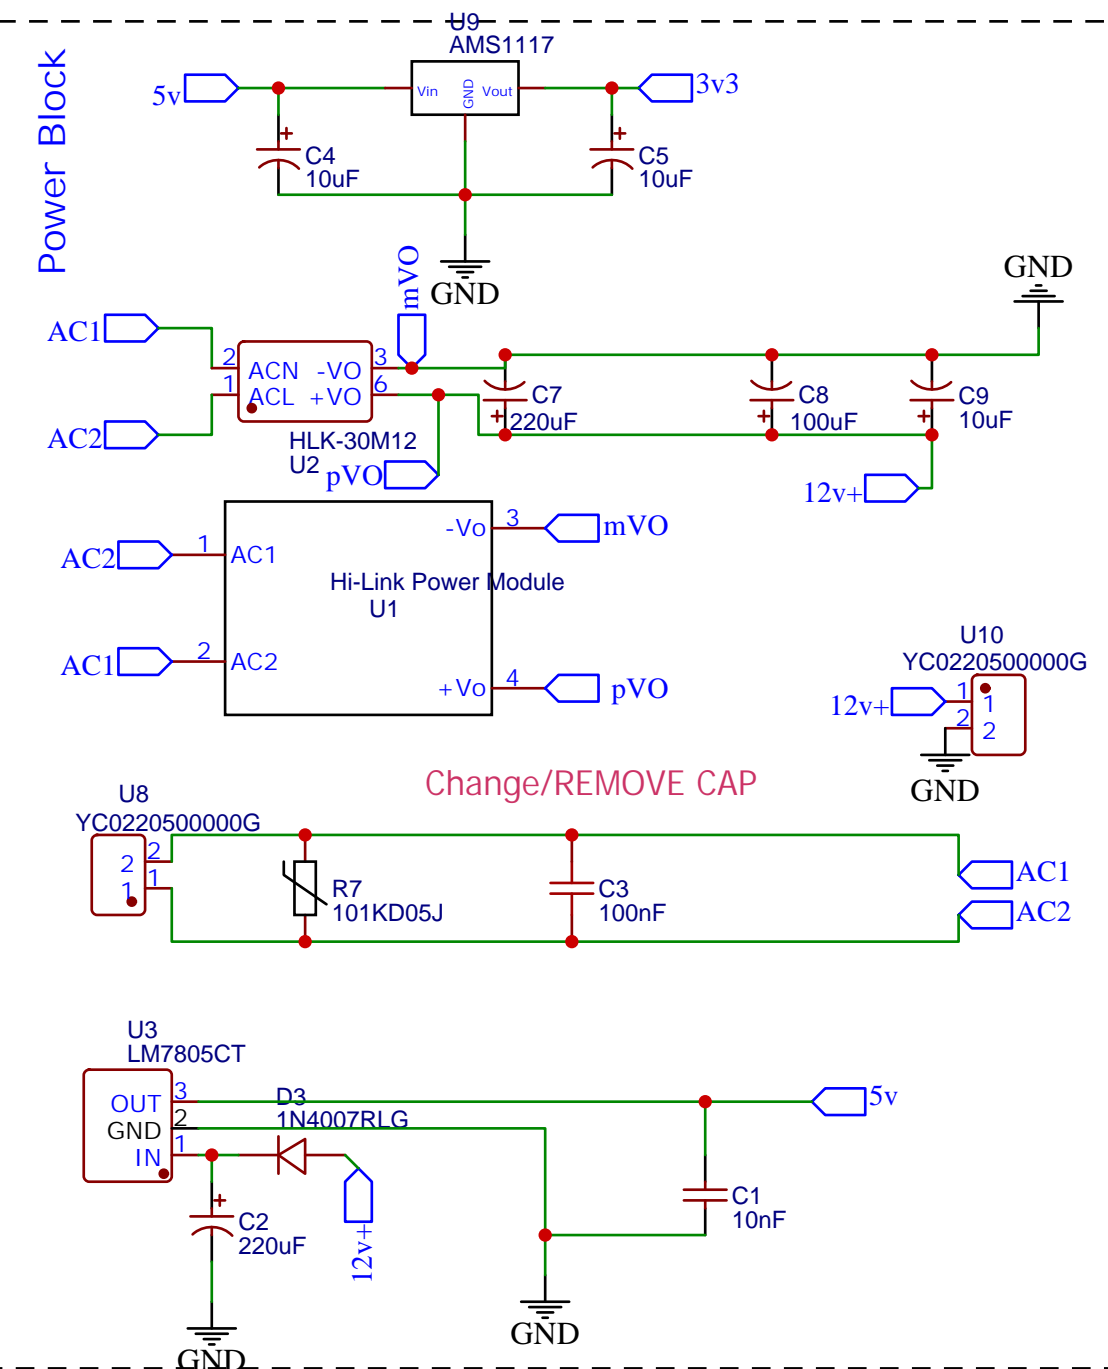 Power Block
U9
AMS1117
5v
Vin
GND
Vout
3v3
C4
10uF
C5
10uF
GND
mVO
GND
AC1
2
ACN
-VO
3
1
ACL
+VO
6
AC2
HLK-30M12
U2
pVO
C7
220uF
C8
100uF
C9
10uF
12v+
AC2
1
AC1
-Vo
3
mVO
Hi-Link Power Module
U1
AC1
2
AC2
+Vo
4
pVO
U10
YC0220500000G
12v+
1
1
2
2
GND
Change/REMOVE CAP
U8
YC0220500000G
2
2
1
1
R7
101KD05J
C3
100nF
AC1
AC2
U3
LM7805CT
OUT
3
GND
2
IN
1
D3
1N4007RLG
5v
C2
220uF
12v+
C1
10nF
GND
GND